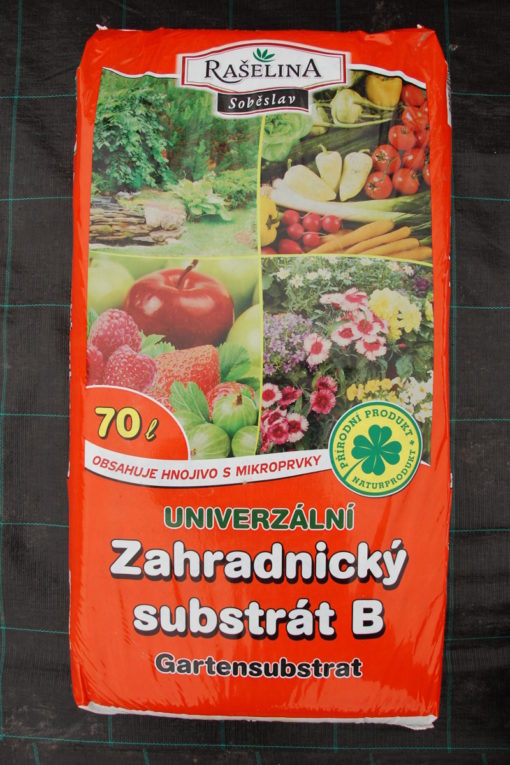 RAŠELINA
Soběslav
70 l
OBSAHUJE HNOJIVO S MIKROPRVKY
PŘÍRODNÍ PRODUKT
NATURPRODUKT
UNIVERZÁLNÍ
Zahradnický
substrát B
Gartensubstrat